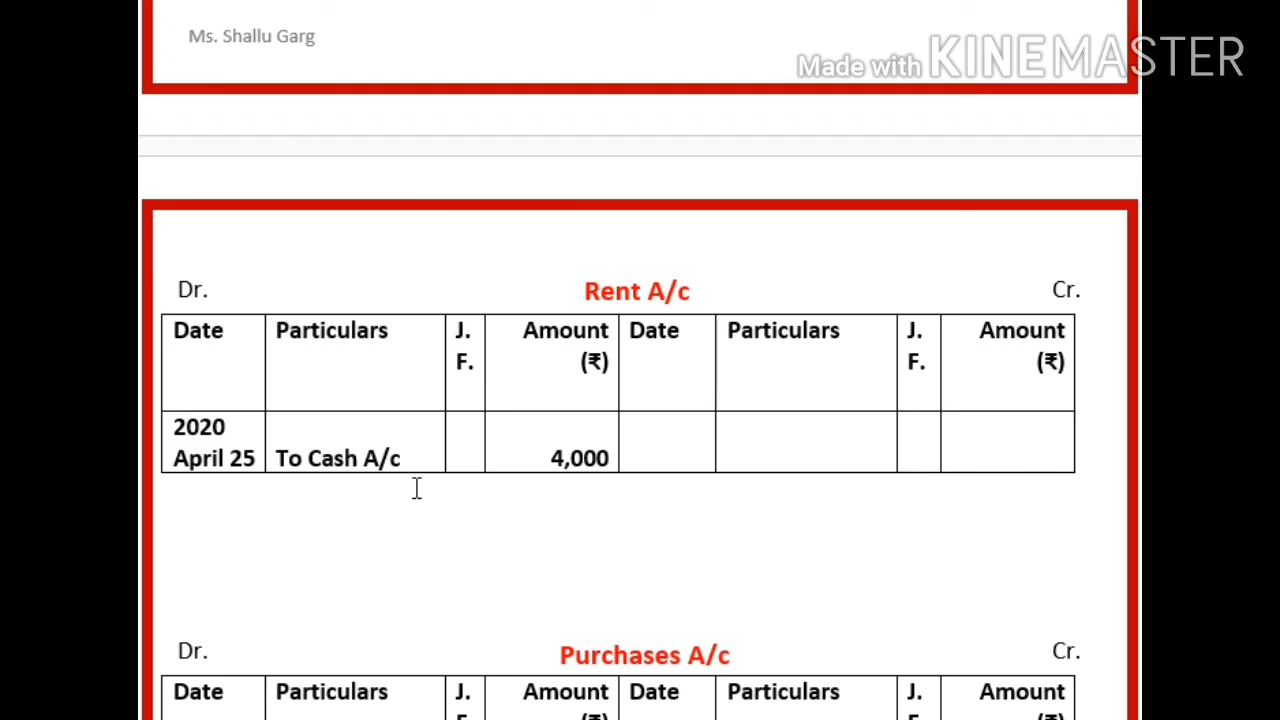 Ms. Shallu Garg
Made with KINEMASTER
Dr. Rent A/c Cr.
Date Particulars J. Amount Date Particulars J. Amount
F. (₹) F. (₹)
2020
April 25 To Cash A/c 4,000
Dr. Purchases A/c Cr.
Date Particulars J. Amount Date Particulars J. Amount